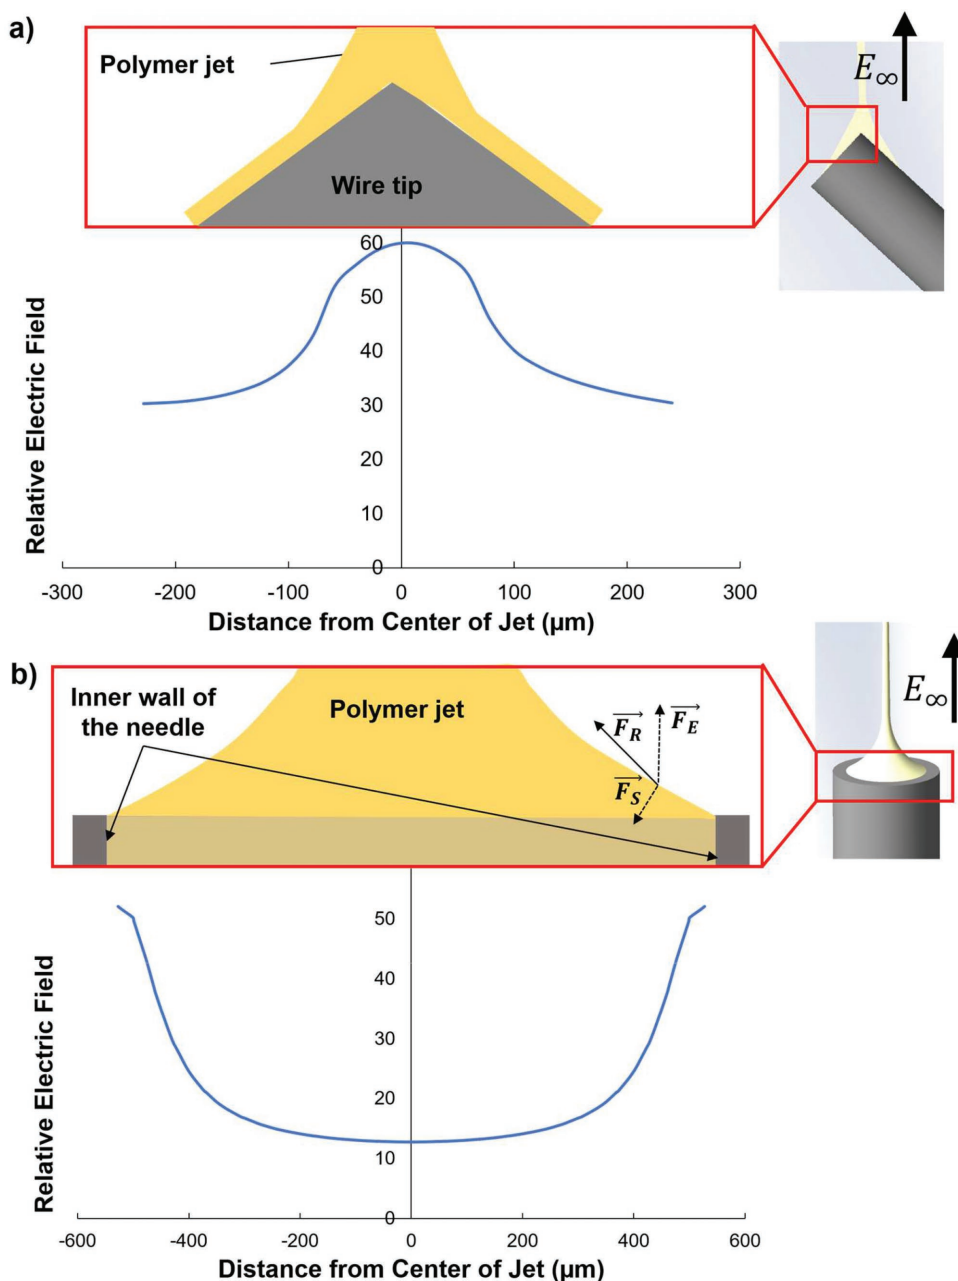 a)
Polymer jet
Wire tip
E∞
60
50
40
30
20
10
0
Relative Electric Field
-300
-200
-100
0
100
200
300
Distance from Center of Jet (µm)
b)
Inner wall of
the needle
Polymer jet
F_R
F_E
F_S
E∞
50
40
30
20
10
0
Relative Electric Field
-600
-400
-200
0
200
400
600
Distance from Center of Jet (µm)